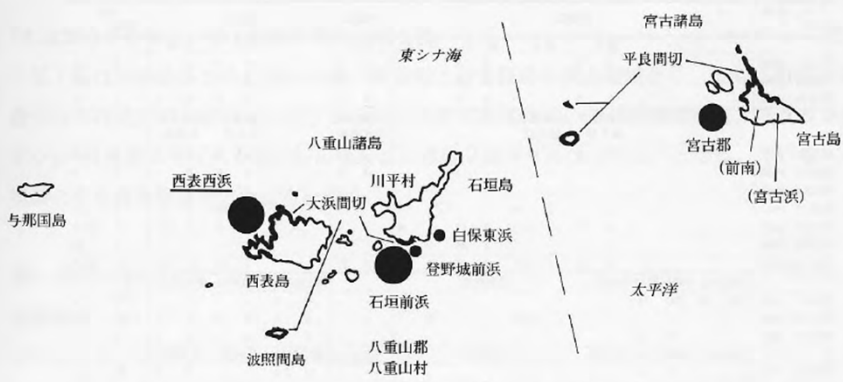 宮古諸島
東シナ海
平良間切
宮古郡
宮古島
(前南)
(宮古浜)
八重山諸島
西表西浜
大浜間切
川平村
石垣島
与那国島
白保東浜
登野城前浜
西表島
石垣前浜
太平洋
波照間島
八重山郡
八重山村